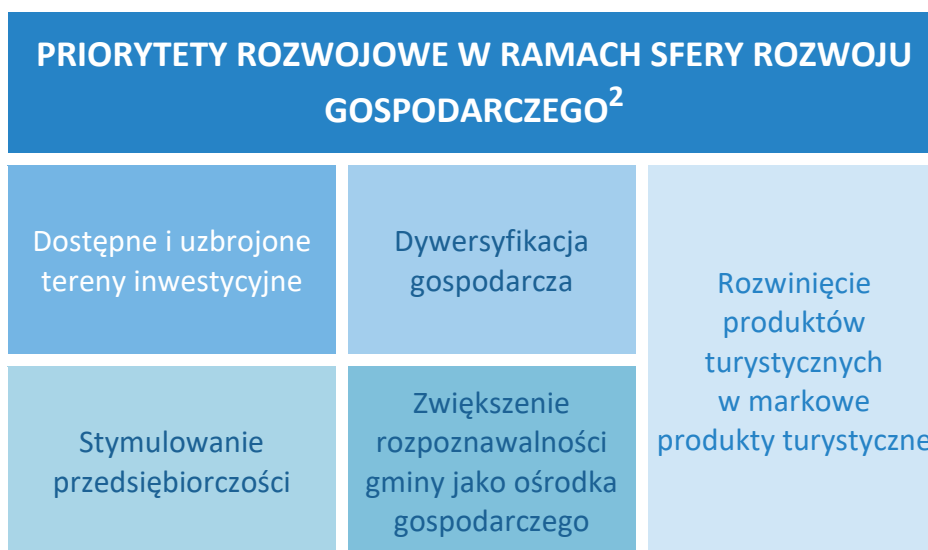 PRIORYTETY ROZWOJOWE W RAMACH SFERY ROZWOJU
GOSPODARCZEGO²
Dostępne i uzbrojone
tereny inwestycyjne
Dywersyfikacja
gospodarcza
Rozwinięcie
produktów
turystycznych
w markowe
produkty turystyczne
Stymulowanie
przedsiębiorczości
Zwiększenie
rozpoznawalności
gminy jako ośrodka
gospodarczego